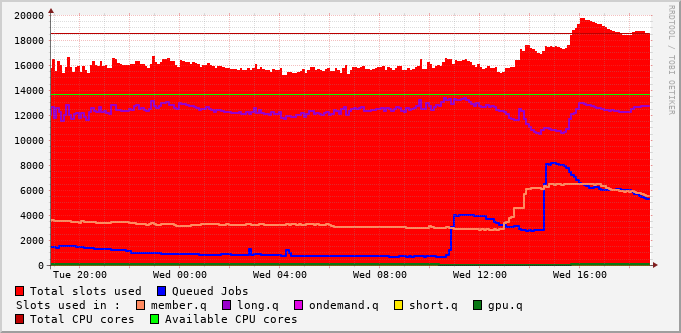 20000
18000
16000
14000
12000
10000
8000
6000
4000
2000
0
Tue 20:00 Wed 00:00 Wed 04:00 Wed 08:00 Wed 12:00 Wed 16:00
RRDTOOL / TOBI OETIKER
Total slots used Queued Jobs
Slots used in : member.q long.q ondemand.q short.q gpu.q
Total CPU cores Available CPU cores